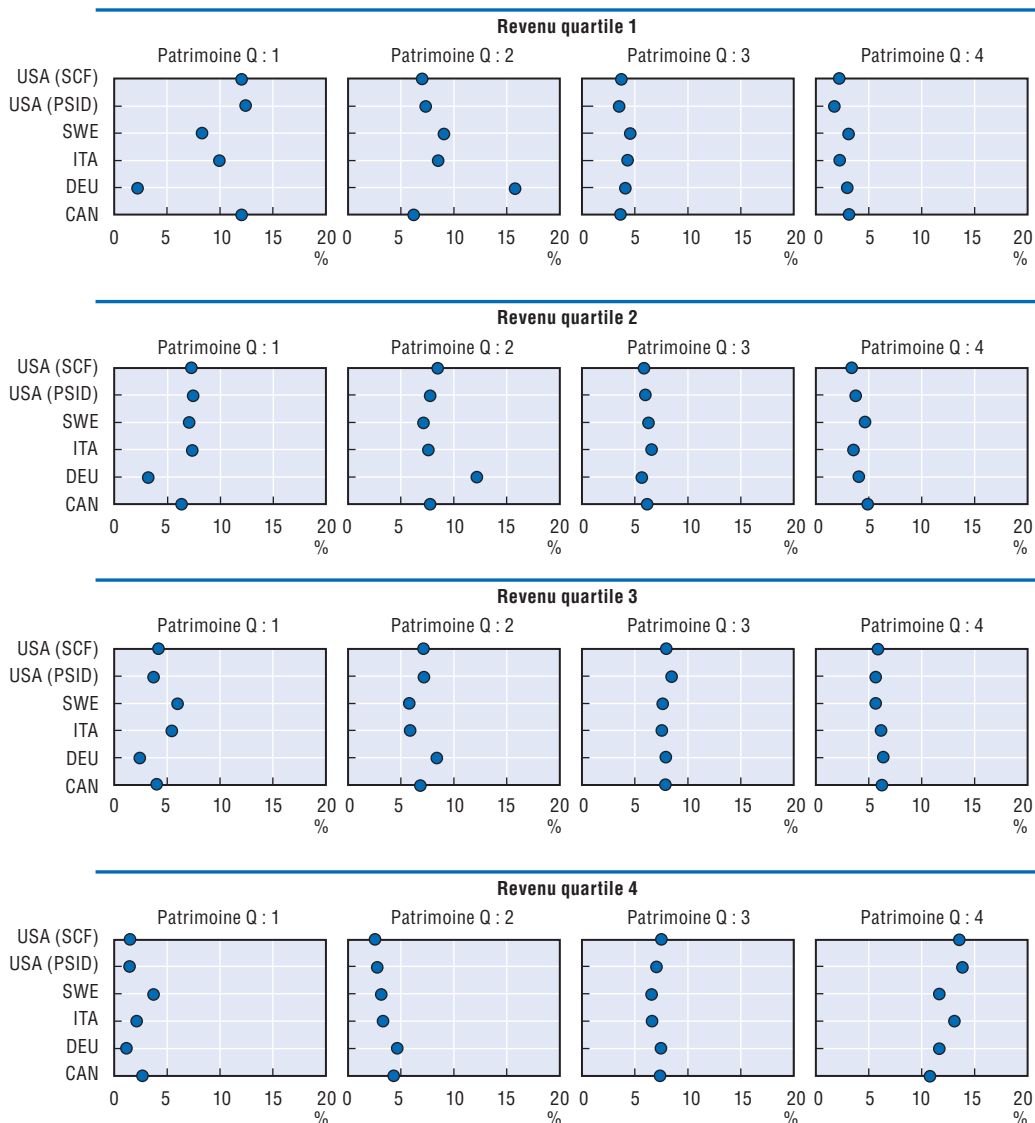 Revenu quartile 1
Patrimoine Q : 1 Patrimoine Q : 2 Patrimoine Q : 3 Patrimoine Q : 4
USA (SCF)
USA (PSID)
SWE
ITA
DEU
CAN
0 5 10 15 20 0 5 10 15 20 0 5 10 15 20 0 5 10 15 20
% % % %
Revenu quartile 2
Patrimoine Q : 1 Patrimoine Q : 2 Patrimoine Q : 3 Patrimoine Q : 4
USA (SCF)
USA (PSID)
SWE
ITA
DEU
CAN
0 5 10 15 20 0 5 10 15 20 0 5 10 15 20 0 5 10 15 20
% % % %
Revenu quartile 3
Patrimoine Q : 1 Patrimoine Q : 2 Patrimoine Q : 3 Patrimoine Q : 4
USA (SCF)
USA (PSID)
SWE
ITA
DEU
CAN
0 5 10 15 20 0 5 10 15 20 0 5 10 15 20 0 5 10 15 20
% % % %
Revenu quartile 4
Patrimoine Q : 1 Patrimoine Q : 2 Patrimoine Q : 3 Patrimoine Q : 4
USA (SCF)
USA (PSID)
SWE
ITA
DEU
CAN
0 5 10 15 20 0 5 10 15 20 0 5 10 15 20 0 5 10 15 20
% % % %